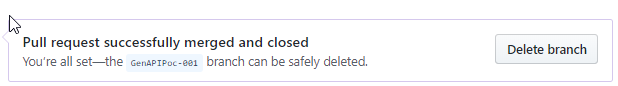 Pull request successfully merged and closed
You're all set—the GenAPIPoc-001 branch can be safely deleted.
Delete branch